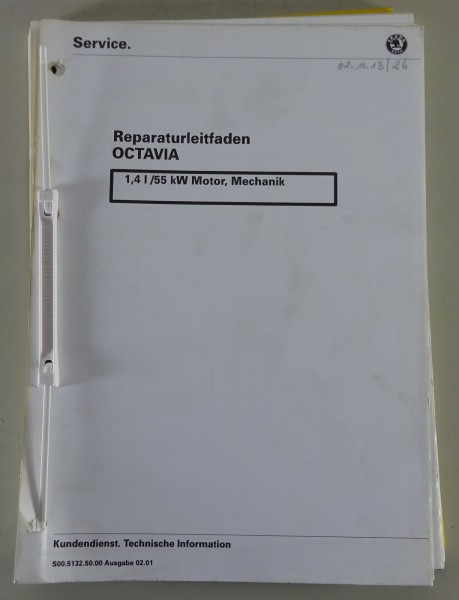 Service.
02.10.13/26
Reparaturleitfaden
OCTAVIA
1,4 l /55 kW Motor, Mechanik
Kundendienst. Technische Information
S00.5132.50.00 Ausgabe 02.01